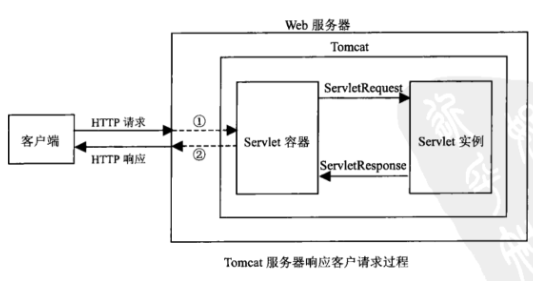 Web 服务器
Tomcat
ServletRequest
HTTP 请求
①
客户端
Servlet 容器
Servlet 实例
HTTP 响应
②
ServletResponse
Tomcat 服务器响应客户请求过程